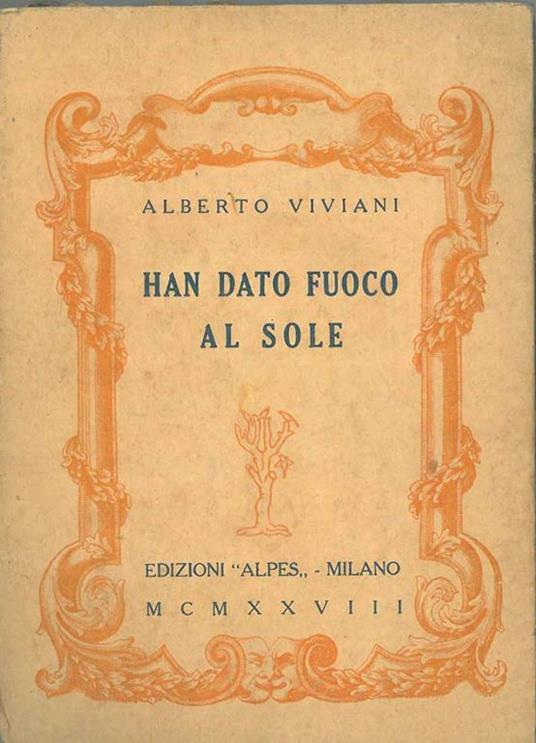 ALBERTO VIVIANI
HAN DATO FUOCO
AL SOLE
EDIZIONI “ALPES„ - MILANO
MCMXXVIII